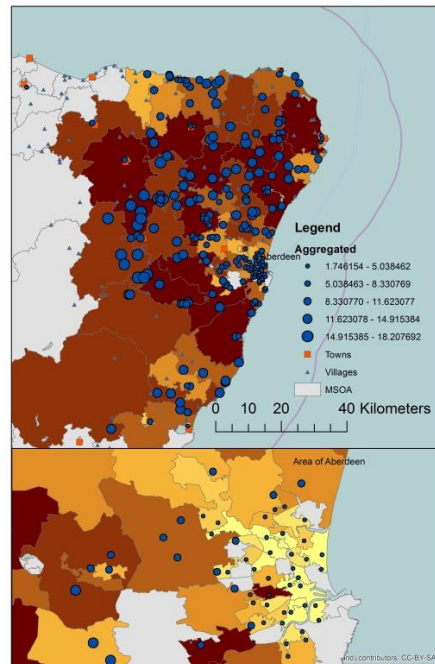 Legend
Aggregated
Aberdeen
1.746154 - 5.038462
5.038463 - 8.330769
8.330770 - 11.623077
11.623078 - 14.915384
14.915385 - 18.207692
Towns
Villages
MSOA
0 5 10 20 30 40 Kilometers
Area of Aberdeen
contributors, CC-BY-SA